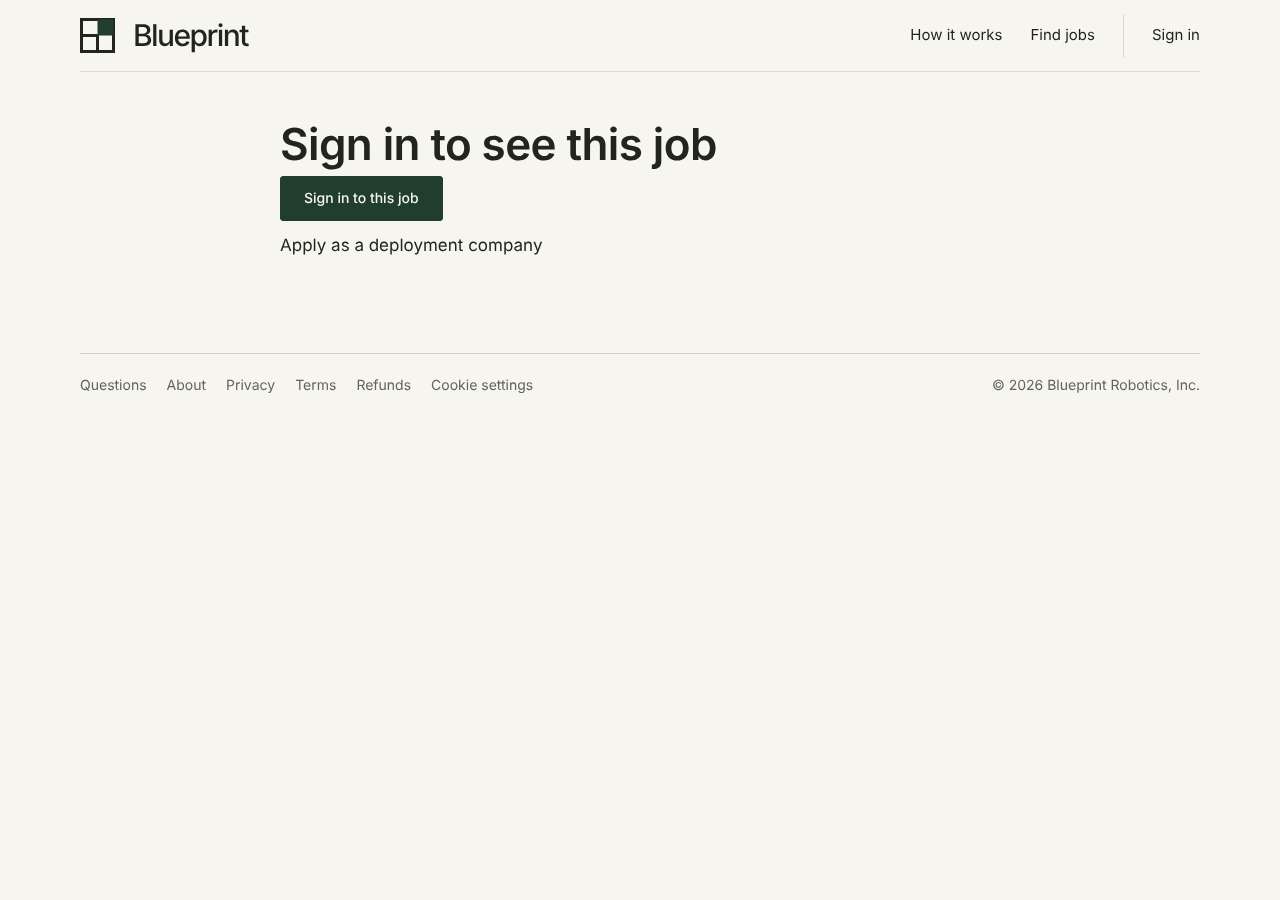 Blueprint
How it works
Find jobs
Sign in
Sign in to see this job
Sign in to this job
Apply as a deployment company
Questions
About
Privacy
Terms
Refunds
Cookie settings
© 2026 Blueprint Robotics, Inc.